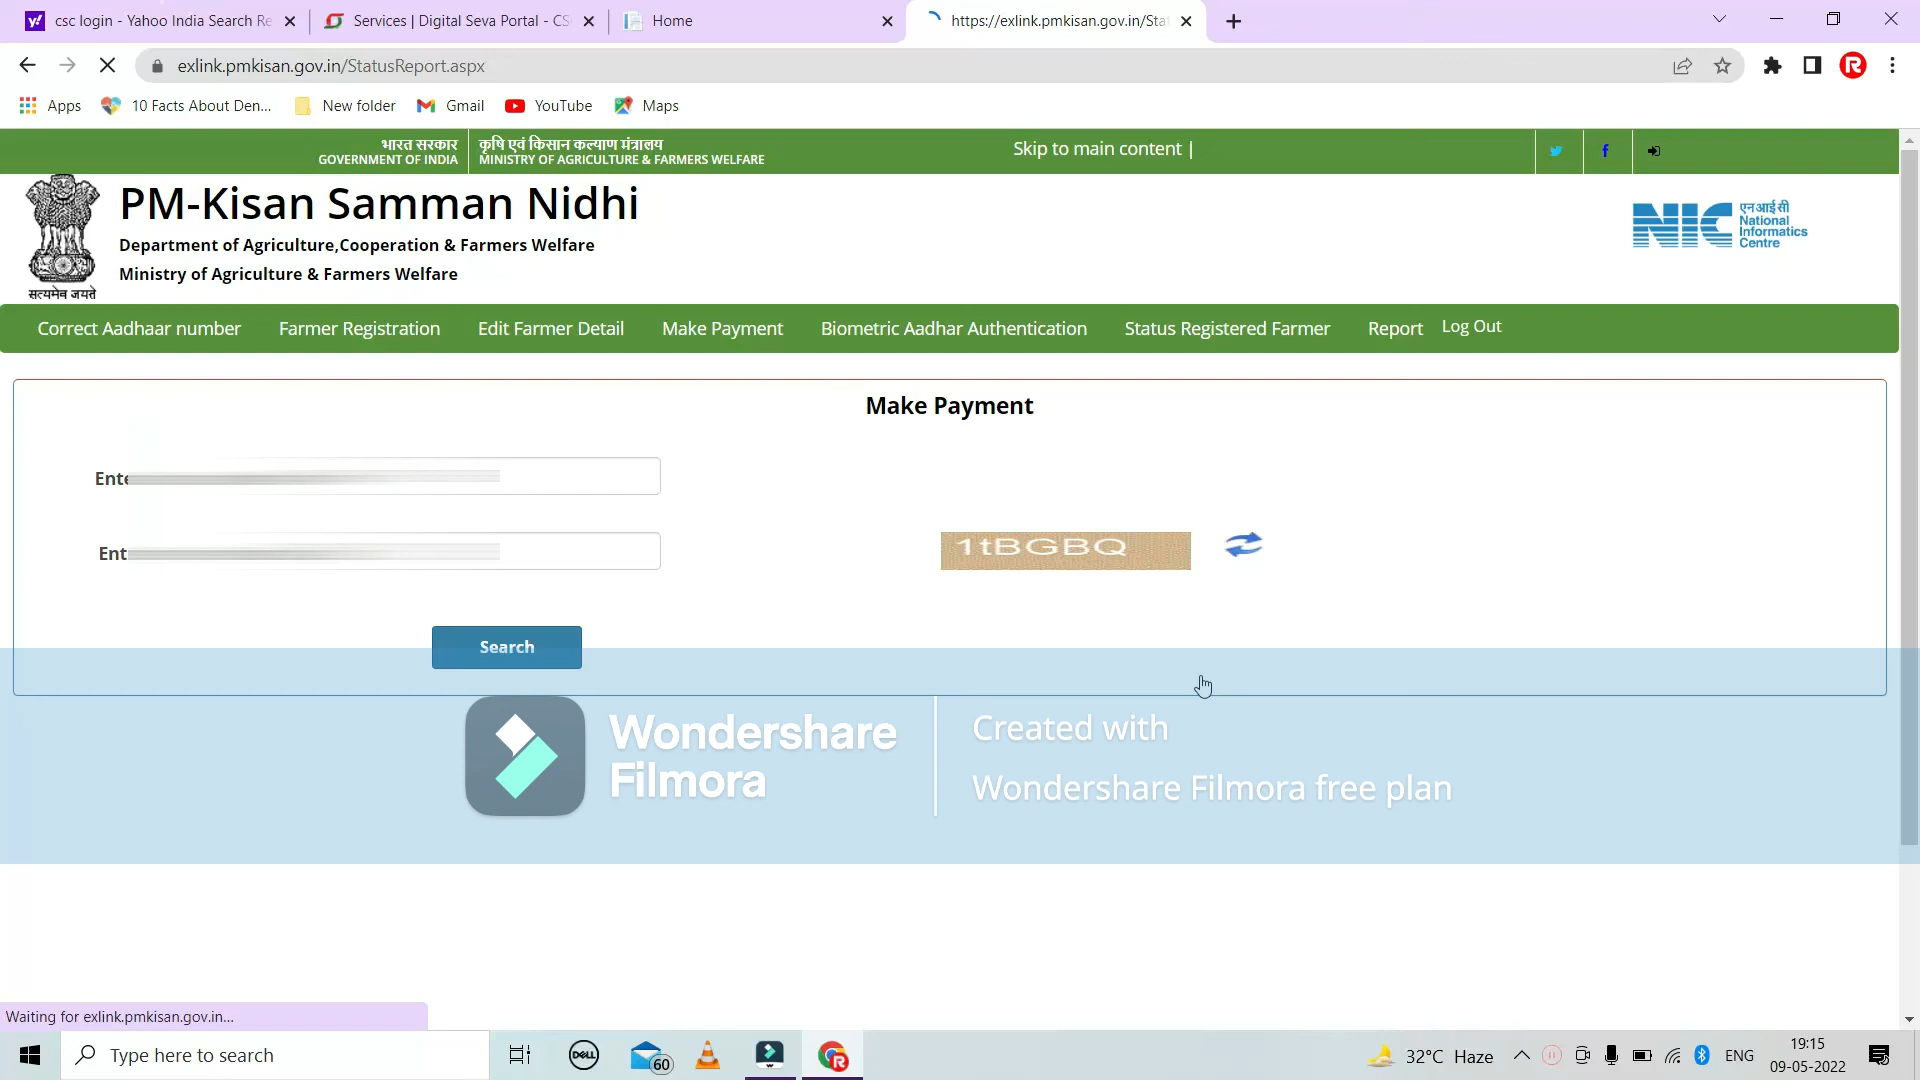 csc login - Yahoo India Search Re
Services | Digital Seva Portal - CS
Home
https://exlink.pmkisan.gov.in/Sta
exlink.pmkisan.gov.in/StatusReport.aspx
Apps
10 Facts About Den...
New folder
Gmail
YouTube
Maps
भारत सरकार
GOVERNMENT OF INDIA
कृषि एवं किसान कल्याण मंत्रालय
MINISTRY OF AGRICULTURE & FARMERS WELFARE
Skip to main content |
PM-Kisan Samman Nidhi
Department of Agriculture,Cooperation & Farmers Welfare
Ministry of Agriculture & Farmers Welfare
सत्यमेव जयते
NIC
एन आई सी
National
Informatics
Centre
Correct Aadhaar number
Farmer Registration
Edit Farmer Detail
Make Payment
Biometric Aadhar Authentication
Status Registered Farmer
Report
Log Out
Make Payment
Ente
Ent
1tBGBQ
Search
Wondershare
Filmora
Created with
Wondershare Filmora free plan
Waiting for exlink.pmkisan.gov.in...
Type here to search
DELL
60
32°C Haze
ENG
19:15
09-05-2022